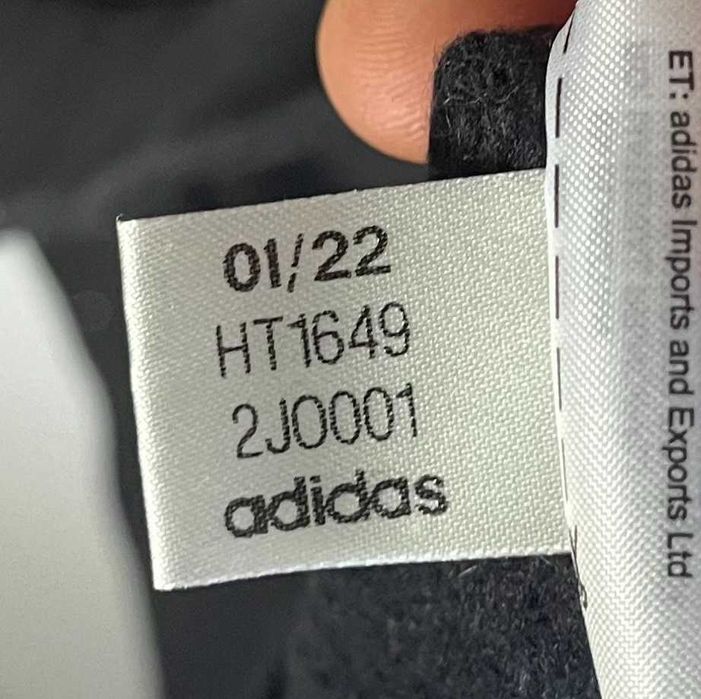 01/22
HT1649
2J0001
adidas
ET: adidas Imports and Exports Ltd